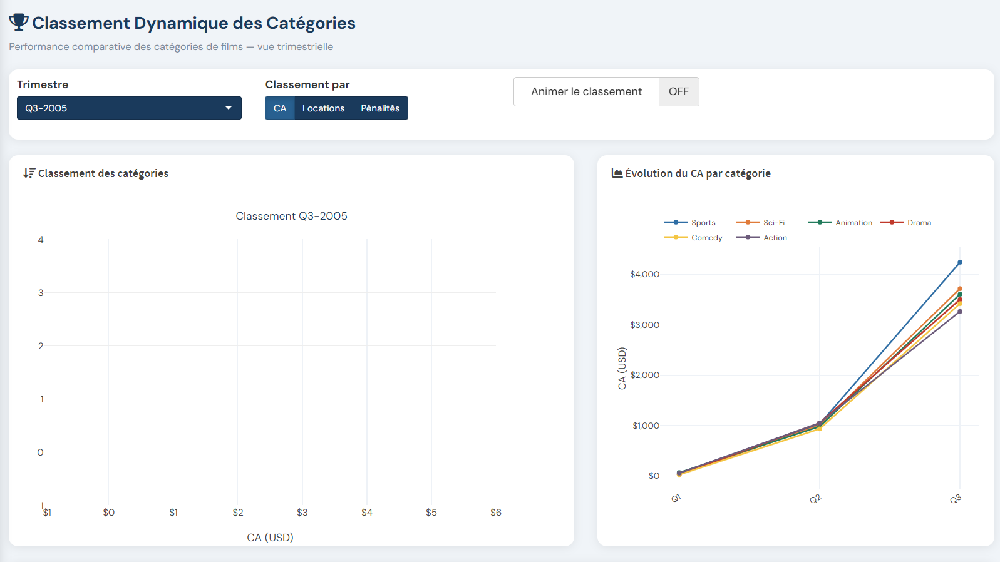 Classement Dynamique des Catégories
Performance comparative des catégories de films — vue trimestrielle
Trimestre
Q3-2005
Classement par
CA
Locations
Pénalités
Animer le classement
OFF
Classement des catégories
Classement Q3-2005
4
3
2
1
0
-1
-$1
$0
$1
$2
$3
$4
$5
$6
CA (USD)
Évolution du CA par catégorie
Sports
Sci-Fi
Animation
Drama
Comedy
Action
$4,000
$3,000
$2,000
$1,000
$0
CA (USD)
Q1
Q2
Q3